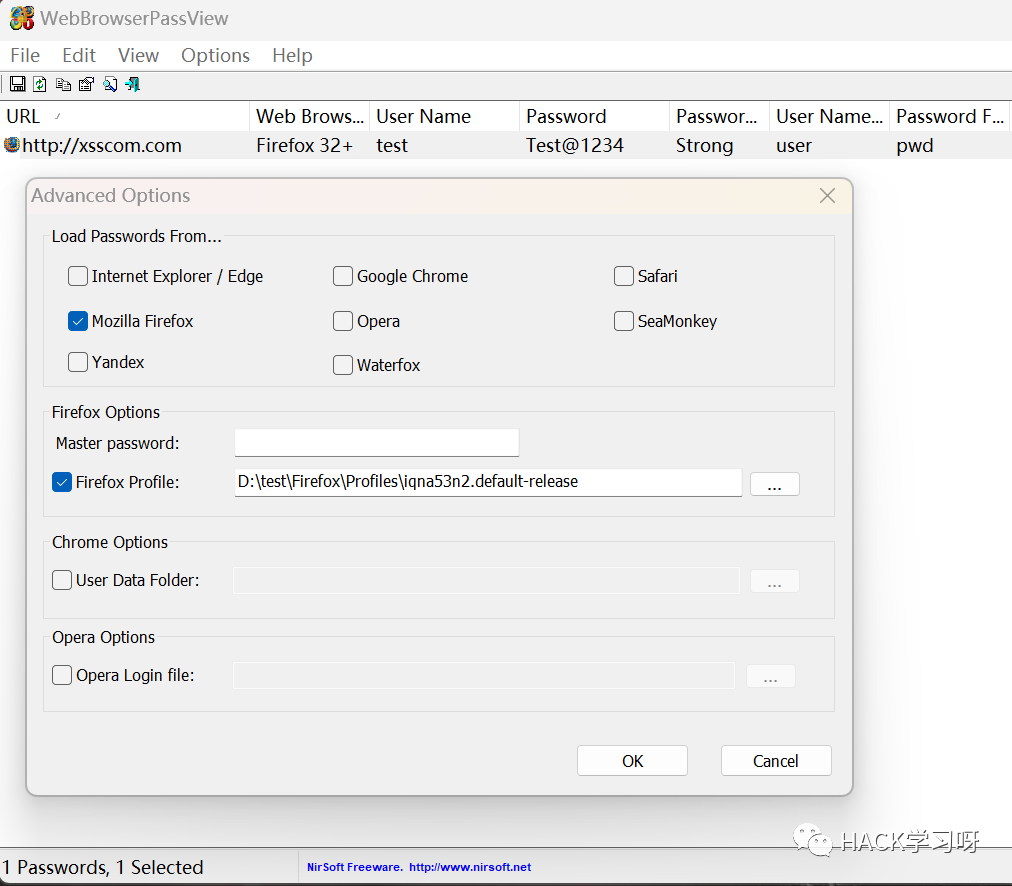 WebBrowserPassView
File Edit View Options Help
URL Web Brows... User Name Password Passwor... User Name... Password F...
http://xsscom.com Firefox 32+ test Test@1234 Strong user pwd
Advanced Options
Load Passwords From...
Internet Explorer / Edge Google Chrome Safari
Mozilla Firefox Opera SeaMonkey
Yandex Waterfox
Firefox Options
Master password:
Firefox Profile: D:\test\Firefox\Profiles\iqna53n2.default-release ...
Chrome Options
User Data Folder: ...
Opera Options
Opera Login file: ...
OK Cancel
HACK学习呀
1 Passwords, 1 Selected NirSoft Freeware. http://www.nirsoft.net